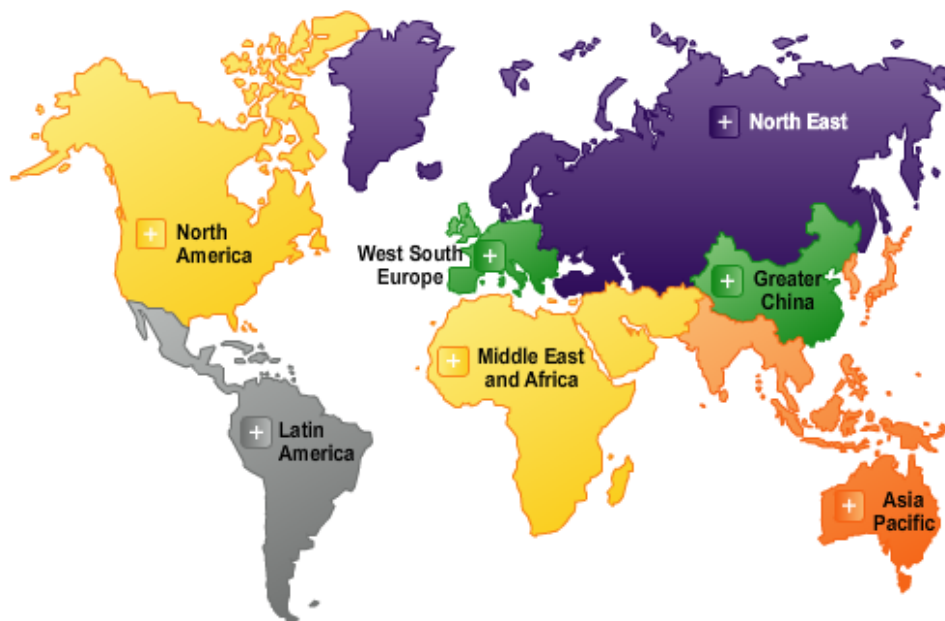 North East
North
America
West South
Europe
Greater
China
Middle East
and Africa
Latin
America
Asia
Pacific